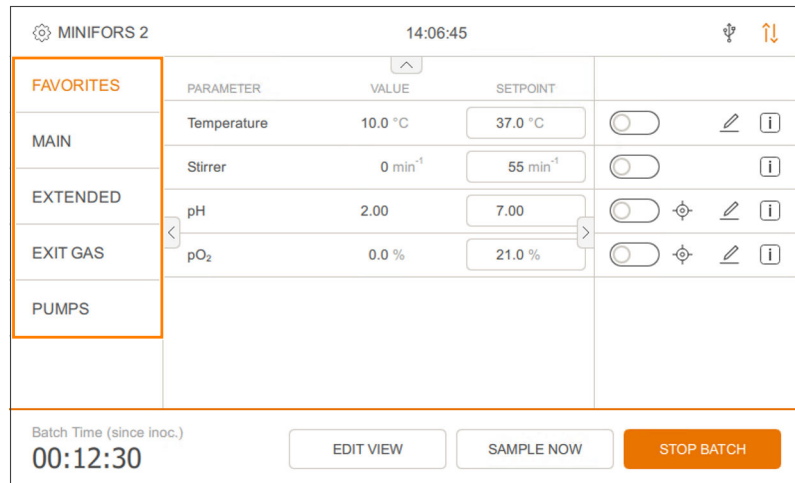 MINIFORS 2 14:06:45
FAVORITES
MAIN
EXTENDED
EXIT GAS
PUMPS
PARAMETER VALUE SETPOINT
Temperature 10.0 °C 37.0 °C i
Stirrer 0 min⁻¹ 55 min⁻¹ i
pH 2.00 7.00 i
pO₂ 0.0 % 21.0 % i
Batch Time (since inoc.)
00:12:30
EDIT VIEW SAMPLE NOW STOP BATCH